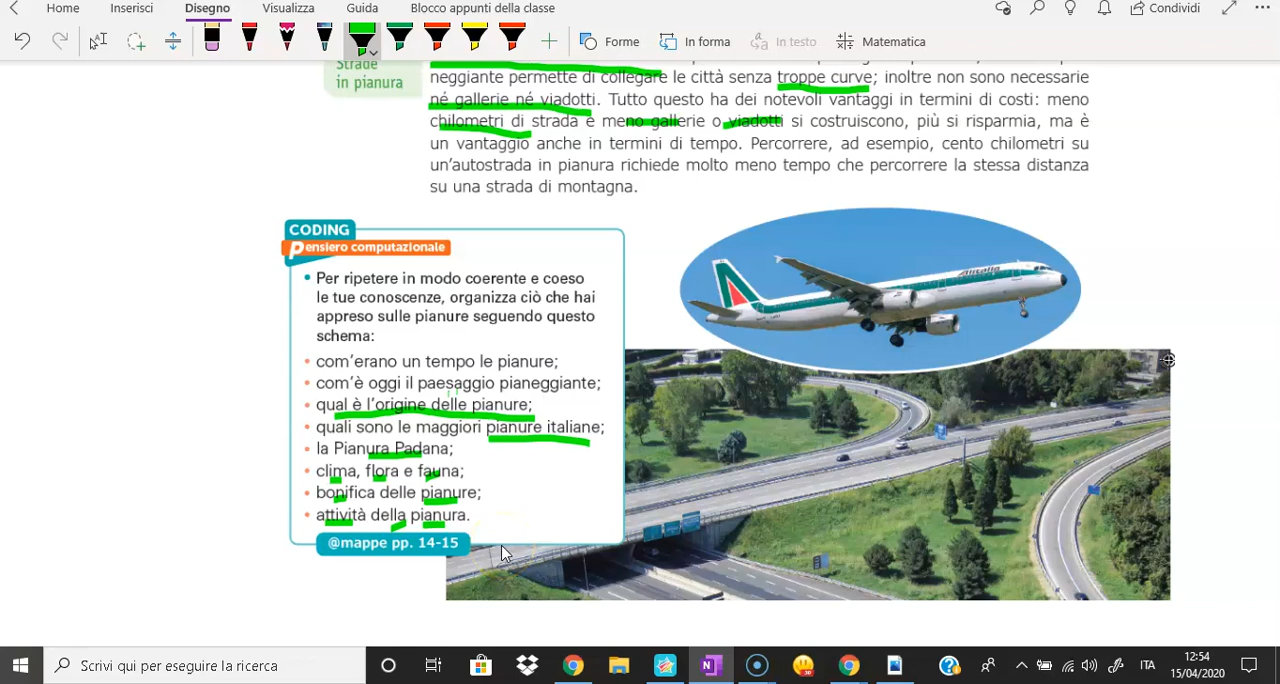 Home Inserisci Disegno Visualizza Guida Blocco appunti della classe Condividi
Forme In forma In testo Matematica
Strade
in pianura
neggiante permette di collegare le città senza troppe curve; inoltre non sono necessarie
né gallerie né viadotti. Tutto questo ha dei notevoli vantaggi in termini di costi: meno
chilometri di strada e meno gallerie o viadotti si costruiscono, più si risparmia, ma è
un vantaggio anche in termini di tempo. Percorrere, ad esempio, cento chilometri su
un'autostrada in pianura richiede molto meno tempo che percorrere la stessa distanza
su una strada di montagna.
CODING
Pensiero computazionale
• Per ripetere in modo coerente e coeso
le tue conoscenze, organizza ciò che hai
appreso sulle pianure seguendo questo
schema:
• com'erano un tempo le pianure;
• com'è oggi il paesaggio pianeggiante;
• qual è l'origine delle pianure;
• quali sono le maggiori pianure italiane;
• la Pianura Padana;
• clima, flora e fauna;
• bonifica delle pianure;
• attività della pianura.
@mappe pp. 14-15
Alitalia
Scrivi qui per eseguire la ricerca
30
ITA
12:54
15/04/2020